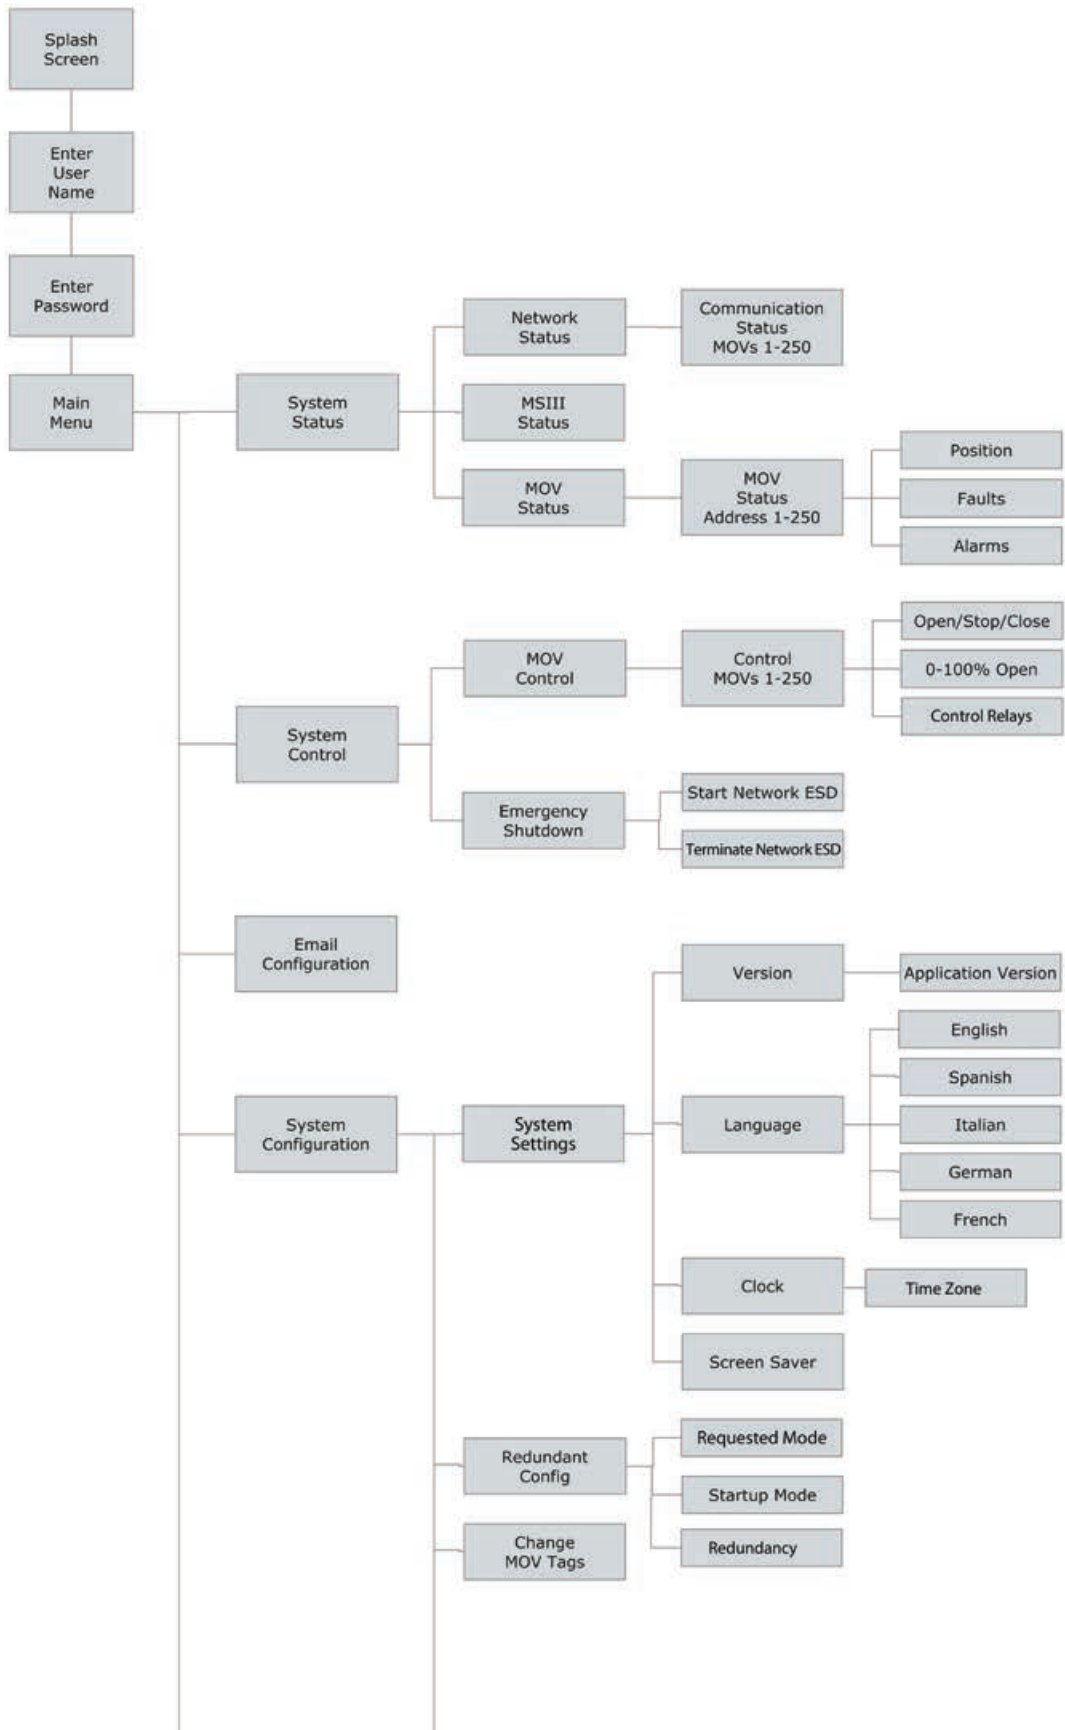 Splash
Screen
Enter
User
Name
Enter
Password
Main
Menu
System
Status
Network
Status
Communication
Status
MOVs 1-250
MSIII
Status
MOV
Status
MOV
Status
Address 1-250
Position
Faults
Alarms
System
Control
MOV
Control
Control
MOVs 1-250
Open/Stop/Close
0-100% Open
Control Relays
Emergency
Shutdown
Start Network ESD
Terminate Network ESD
Email
Configuration
System
Configuration
System
Settings
Version
Application Version
Language
English
Spanish
Italian
German
French
Clock
Time Zone
Screen Saver
Redundant
Config
Requested Mode
Startup Mode
Redundancy
Change
MOV Tags